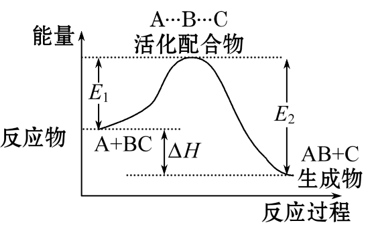 A···B···C
能量
活化配合物
E₁
E₂
反应物
A+BC
ΔH
AB+C
生成物
反应过程